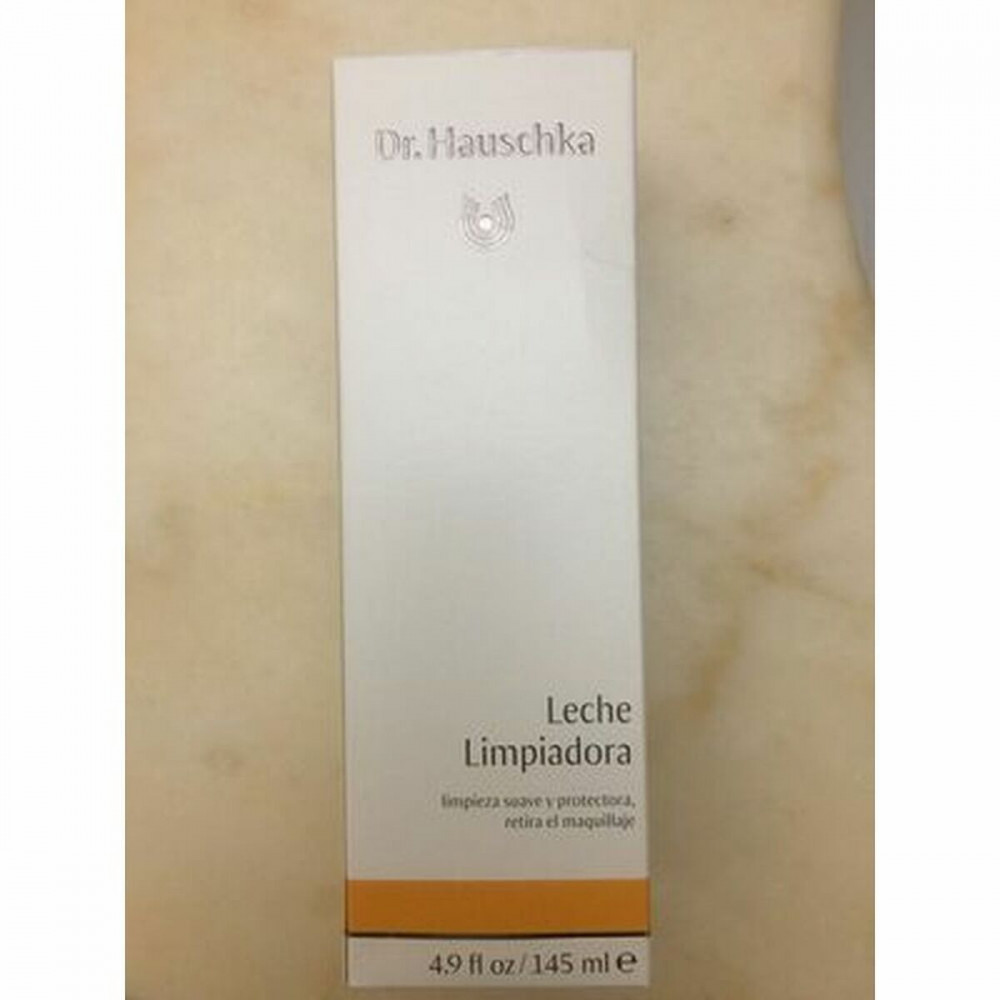 Dr. Hauschka
Leche
Limpiadora
limpieza suave y protectora,
retira el maquillaje
4.9 fl oz / 145 ml ℮